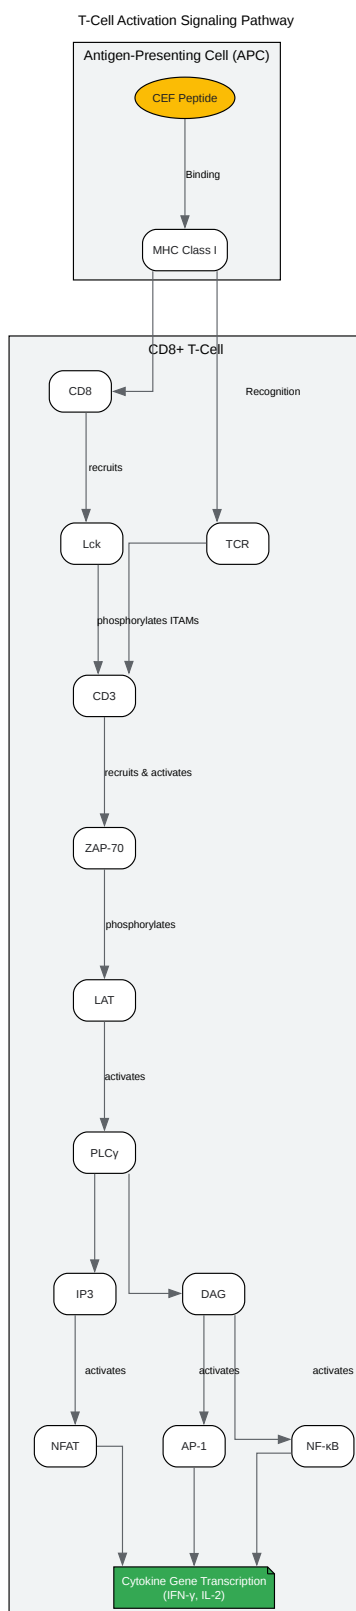 T-Cell Activation Signaling Pathway
Antigen-Presenting Cell (APC)
CEF Peptide
Binding
MHC Class I
CD8+ T-Cell
CD8
Recognition
recruits
Lck
TCR
phosphorylates ITAMs
CD3
recruits & activates
ZAP-70
phosphorylates
LAT
activates
PLCγ
IP3
DAG
activates
activates
activates
NFAT
AP-1
NF-κB
Cytokine Gene Transcription
(IFN-γ, IL-2)